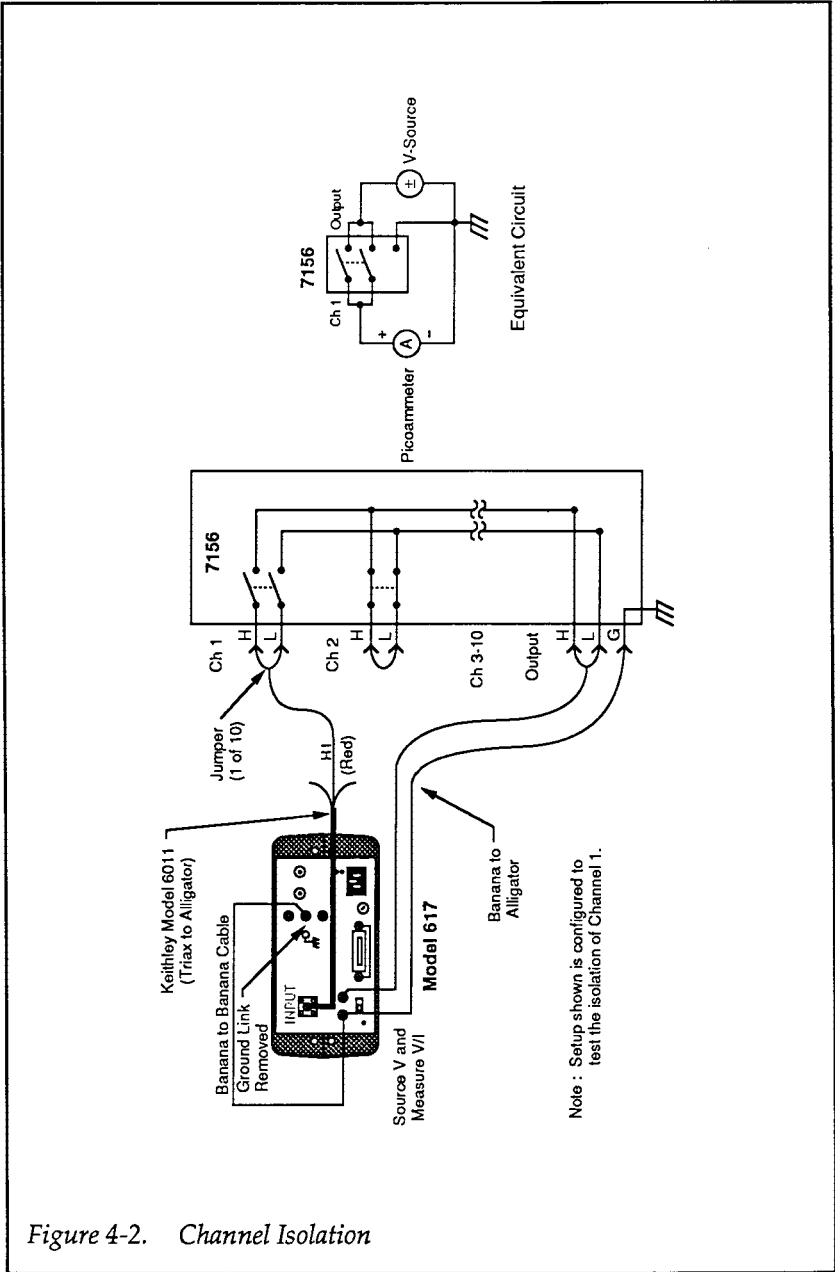 Keithley Model 6011
(Triax to Alligator)
Banana to Banana Cable
Ground Link
Removed
INPUT
Source V and
Measure V/I
Model 617
Banana to
Alligator
Note : Setup shown is configured to
test the isolation of Channel 1.
Jumper
(1 of 10)
HI
(Red)
7156
Ch 1
H
L
Ch 2
H
L
Ch 3-10
Output
H
L
G
7156
Ch 1
Output
Picoammeter
A
+
-
±
V-Source
Equivalent Circuit
Figure 4-2. Channel Isolation